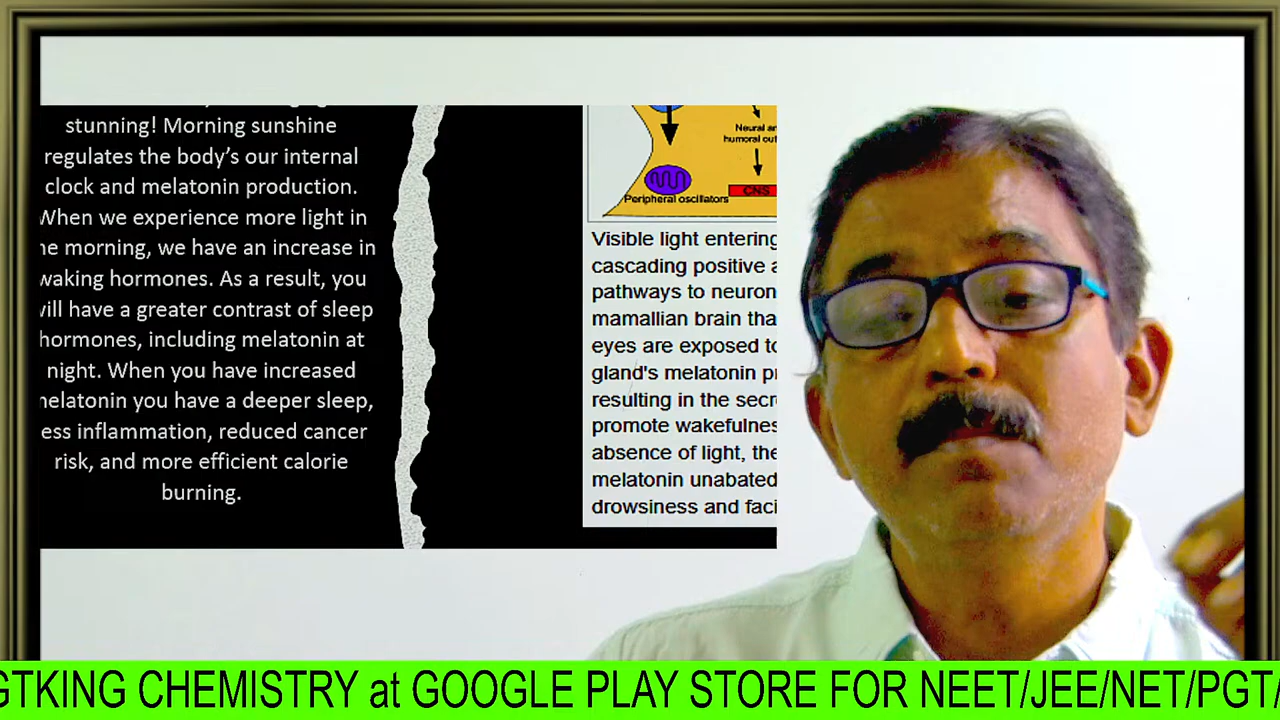 stunning! Morning sunshine
regulates the body's our internal
clock and melatonin production.
When we experience more light in
he morning, we have an increase in
waking hormones. As a result, you
will have a greater contrast of sleep
hormones, including melatonin at
night. When you have increased
melatonin you have a deeper sleep,
ess inflammation, reduced cancer
risk, and more efficient calorie
burning.
Neural an
humoral out
CNS
Peripheral oscillators
Visible light entering
cascading positive a
pathways to neuron
mamallian brain tha
eyes are exposed to
gland's melatonin pr
resulting in the secr
promote wakefulnes
absence of light, the
melatonin unabated
drowsiness and faci
GTKING CHEMISTRY at GOOGLE PLAY STORE FOR NEET/JEE/NET/PGT/